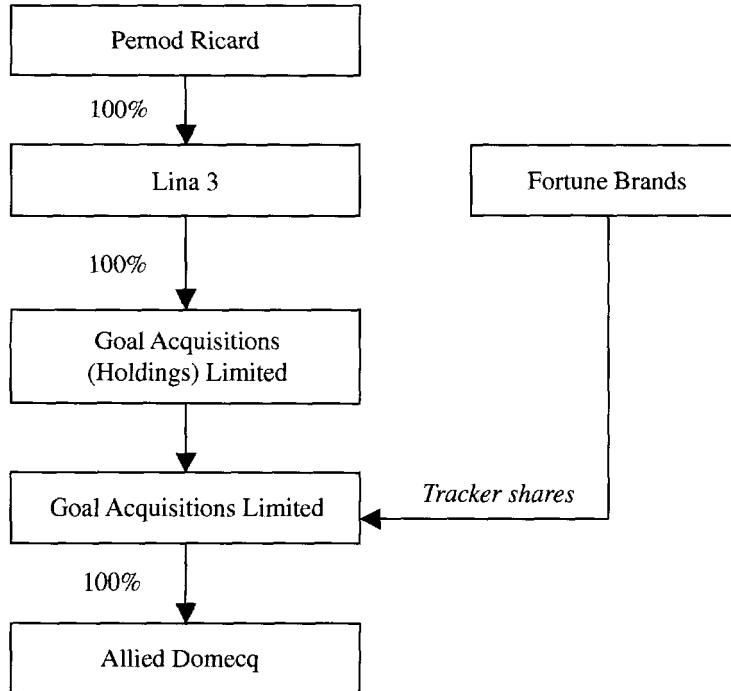 Pernod Ricard
100%
Lina 3
Fortune Brands
100%
Goal Acquisitions
(Holdings) Limited
Goal Acquisitions Limited
Tracker shares
100%
Allied Domecq